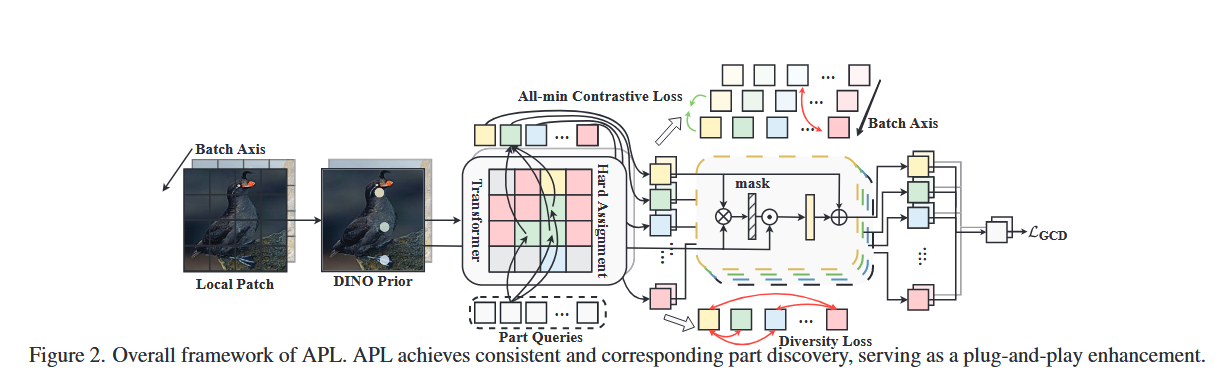 All-min Contrastive Loss
Batch Axis
Batch Axis
Transformer
Hard Assignment
mask
...
Local Patch
DINO Prior
Part Queries
Diversity Loss
ℒGCD
Figure 2. Overall framework of APL. APL achieves consistent and corresponding part discovery, serving as a plug-and-play enhancement.